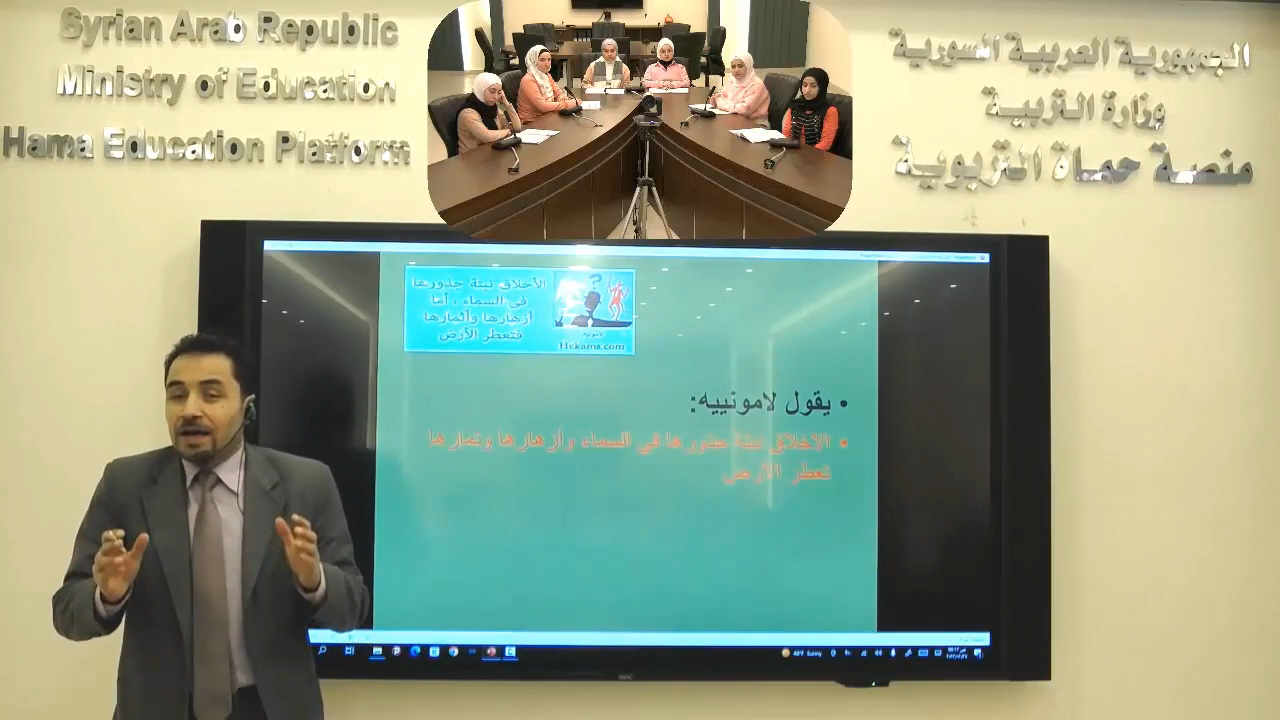 Syrian Arab Republic
Ministry of Education
Hama Education Platform
الجمهورية العربية السورية
وزارة التربية
منصة حماة التربوية
الأخلاق نبتة جذورها
في السماء ، أما
أزهارها وأثمارها
فتعطر الأرض
Hekams.com
• يقول لامونييه:
• الأخلاق نبتة جذورها في السماء وأزهارها وثمارها
تعطر الأرض
48°F Sunny